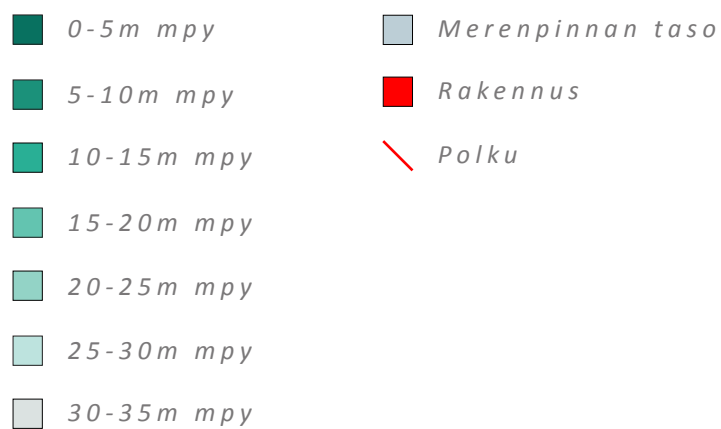 0-5m mpy
5-10m mpy
10-15m mpy
15-20m mpy
20-25m mpy
25-30m mpy
30-35m mpy
Merenpinnan taso
Rakennus
Polku